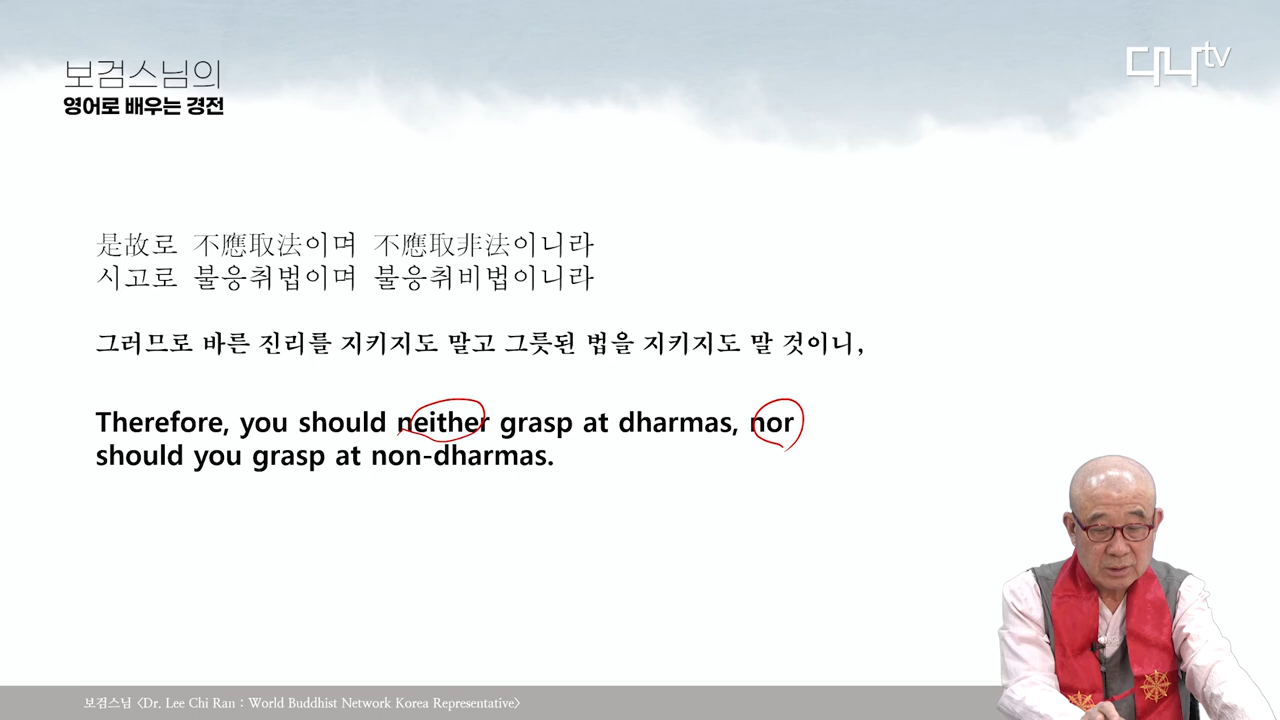 보검스님의
영어로 배우는 경전
다나tv
是故로 不應取法이며 不應取非法이니라
시고로 불응취법이며 불응취비법이니라
그러므로 바른 진리를 지키지도 말고 그릇된 법을 지키지도 말 것이니,
Therefore, you should neither grasp at dharmas, nor
should you grasp at non-dharmas.
보검스님 <Dr. Lee Chi Ran : World Buddhist Network Korea Representative>